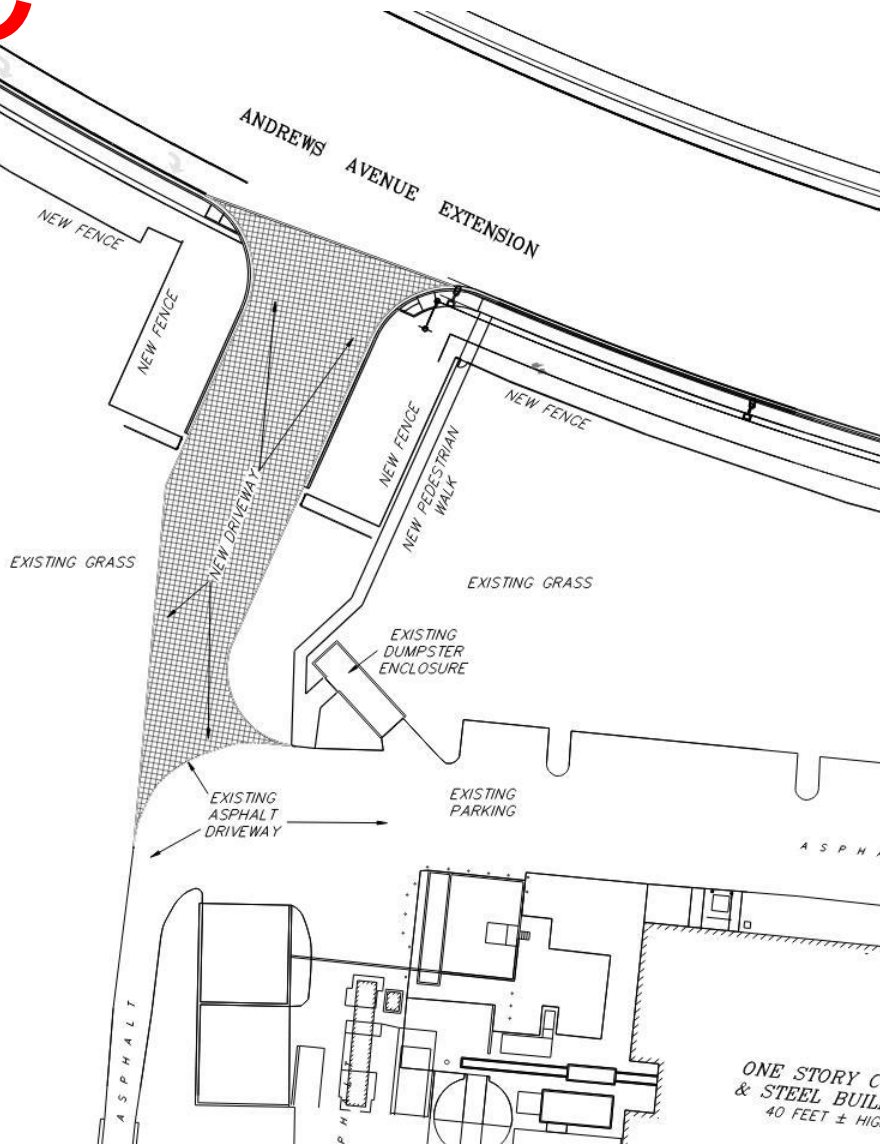 ANDREWS AVENUE EXTENSION
NEW FENCE
NEW FENCE
NEW FENCE
NEW FENCE
NEW DRIVEWAY
NEW PEDESTRIAN
WALK
EXISTING GRASS
EXISTING GRASS
EXISTING
DUMPSTER
ENCLOSURE
EXISTING
ASPHALT
DRIVEWAY
EXISTING
PARKING
ASPHA
ASPHALT
ONE STORY C
& STEEL BUIL
40 FEET ± HIG